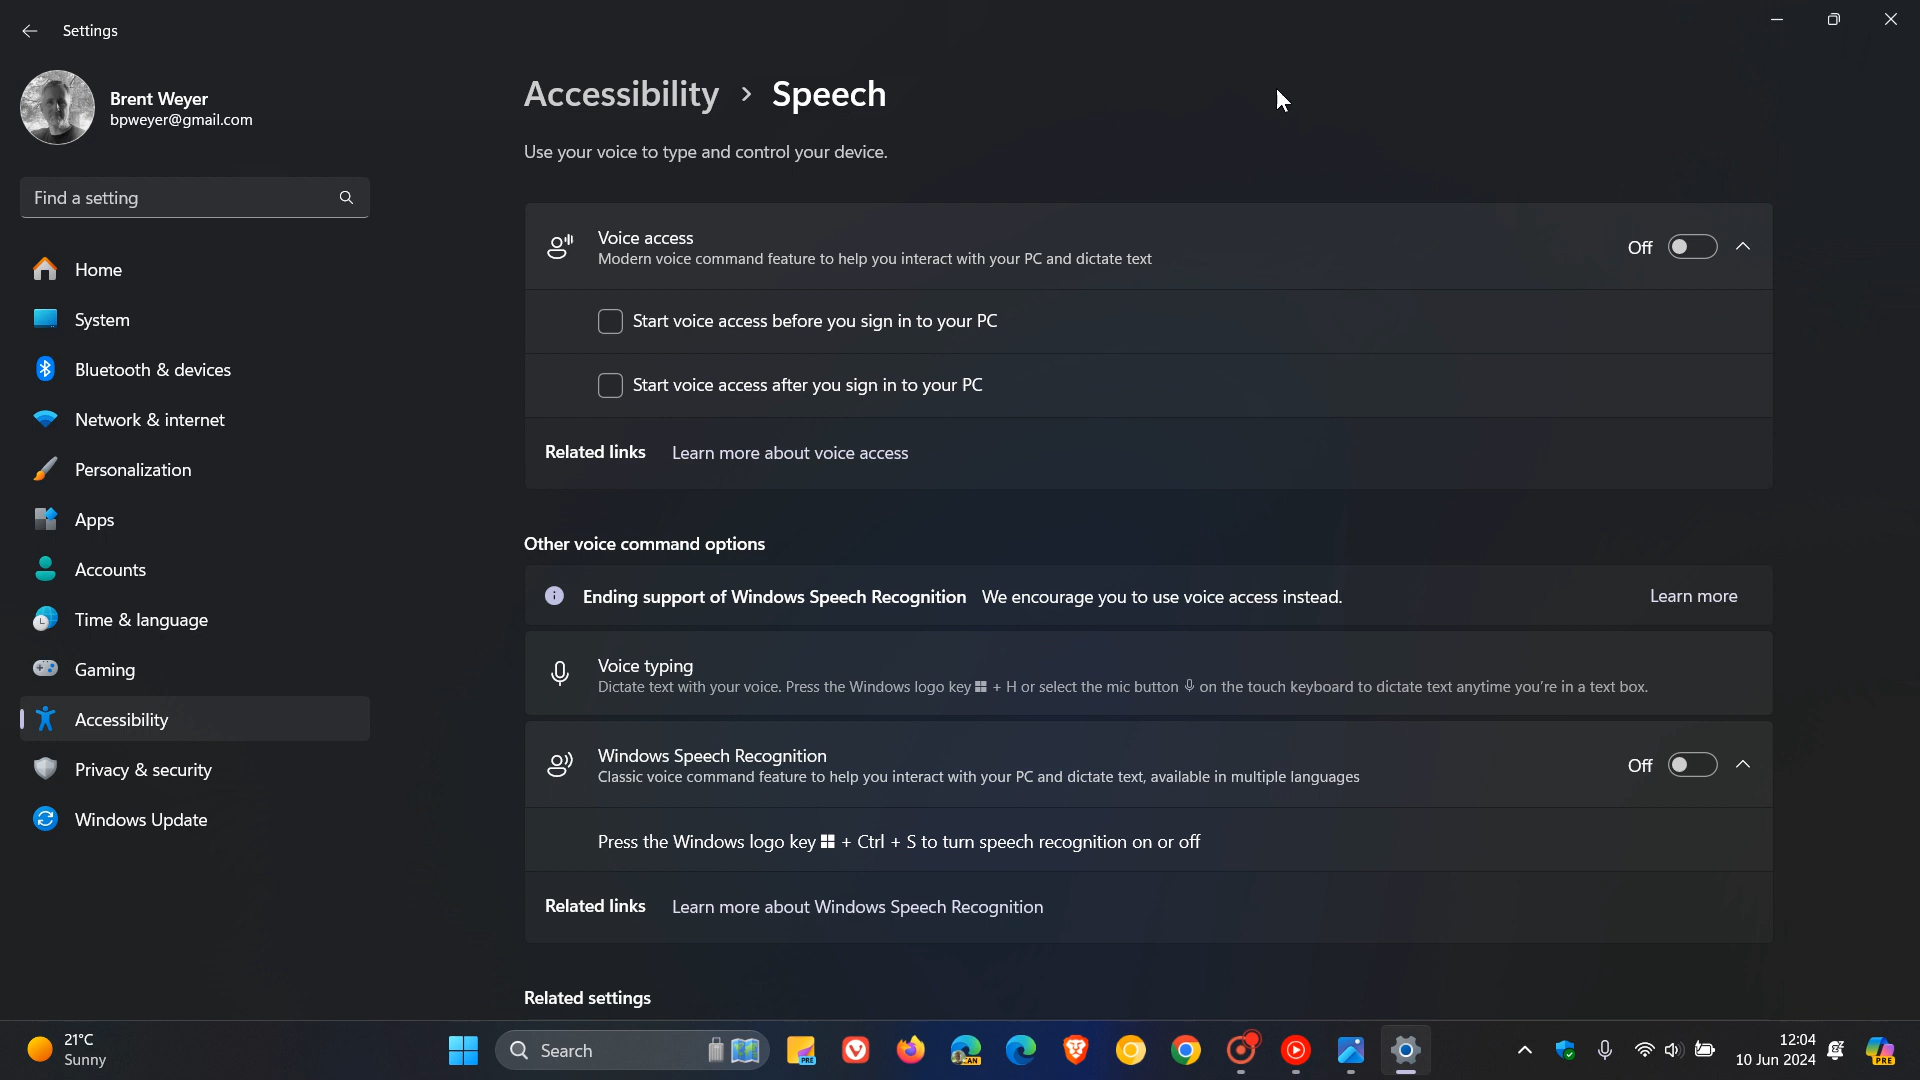 Settings
Brent Weyer
bpweyer@gmail.com
Find a setting
Home
System
Bluetooth & devices
Network & internet
Personalization
Apps
Accounts
Time & language
Gaming
Accessibility
Privacy & security
Windows Update
Accessibility > Speech
Use your voice to type and control your device.
Voice access
Modern voice command feature to help you interact with your PC and dictate text
Off
Start voice access before you sign in to your PC
Start voice access after you sign in to your PC
Related links Learn more about voice access
Other voice command options
Ending support of Windows Speech Recognition We encourage you to use voice access instead. Learn more
Voice typing
Dictate text with your voice. Press the Windows logo key + H or select the mic button on the touch keyboard to dictate text anytime you're in a text box.
Windows Speech Recognition
Classic voice command feature to help you interact with your PC and dictate text, available in multiple languages
Off
Press the Windows logo key + Ctrl + S to turn speech recognition on or off
Related links Learn more about Windows Speech Recognition
Related settings
21°C
Sunny
Search
PRE
CAN
12:04
10 Jun 2024
PRE